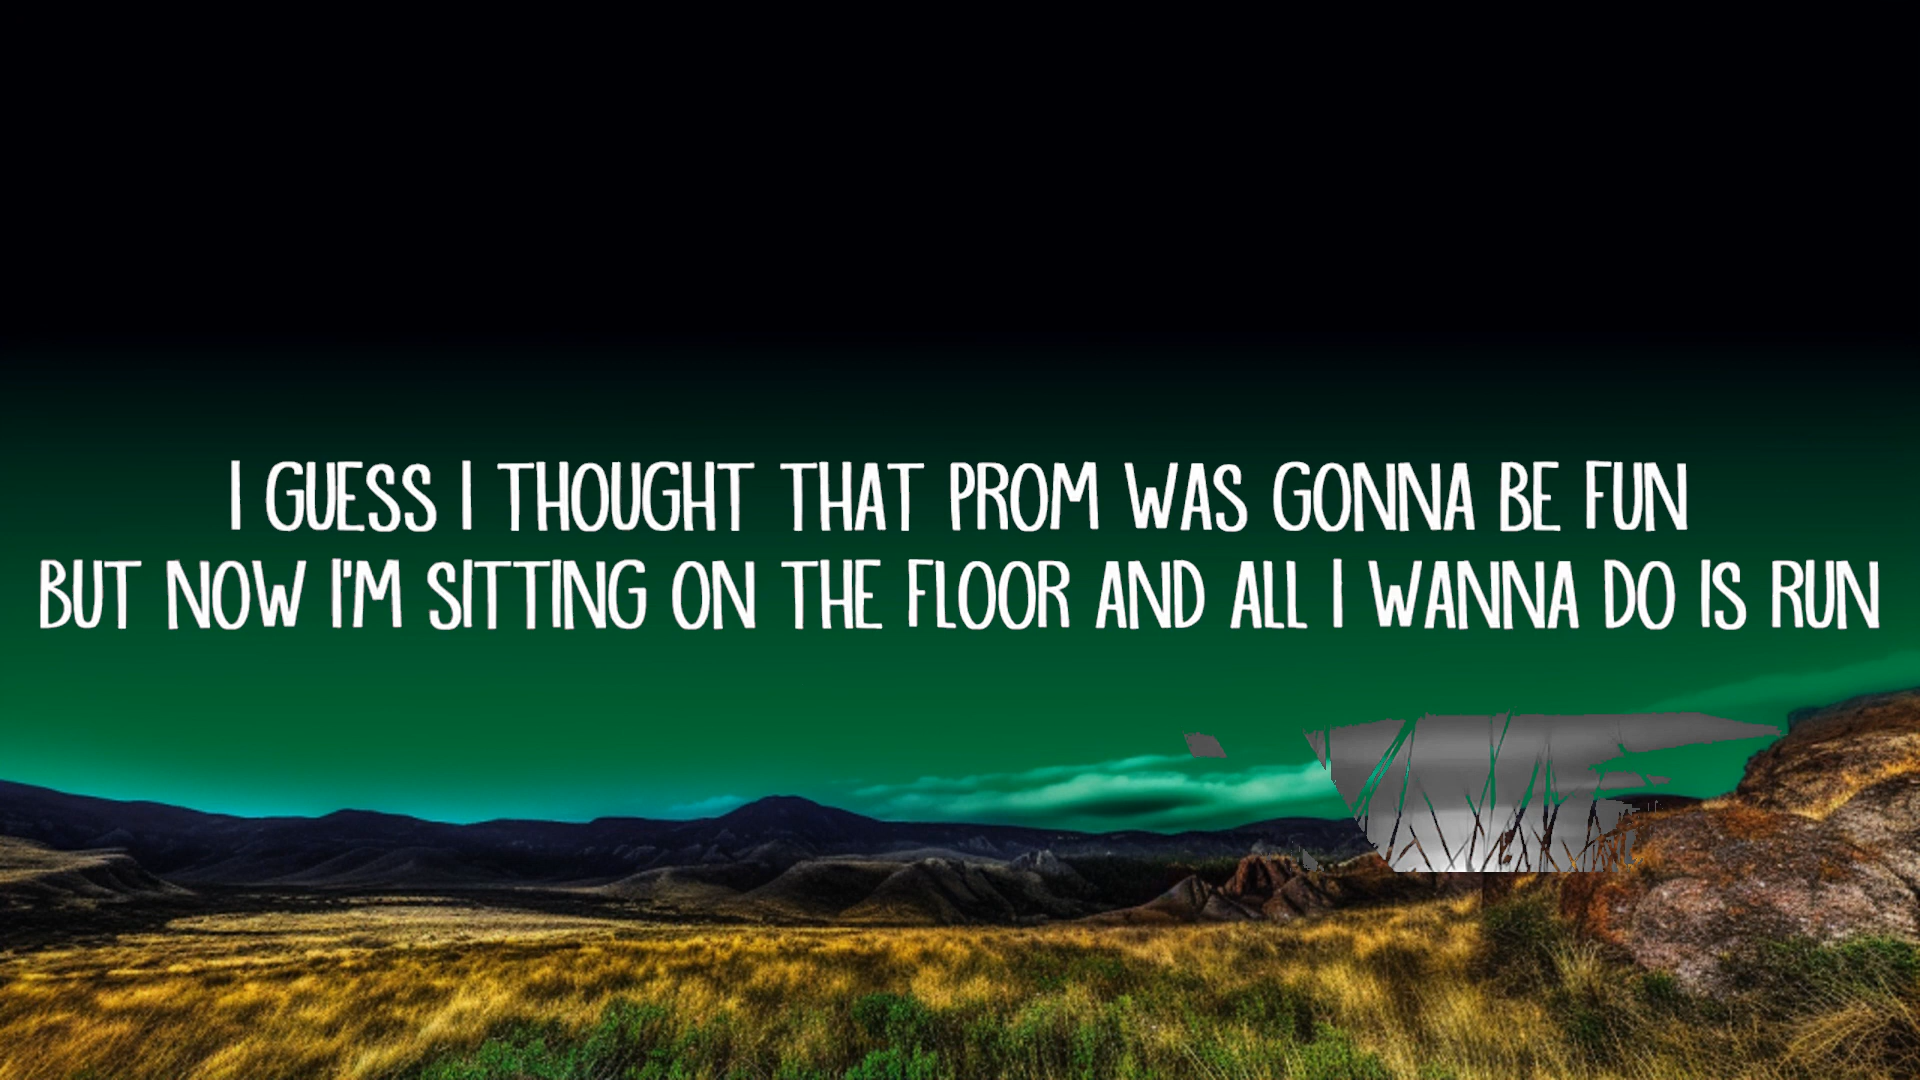 I GUESS I THOUGHT THAT PROM WAS GONNA BE FUN
BUT NOW I'M SITTING ON THE FLOOR AND ALL I WANNA DO IS RUN